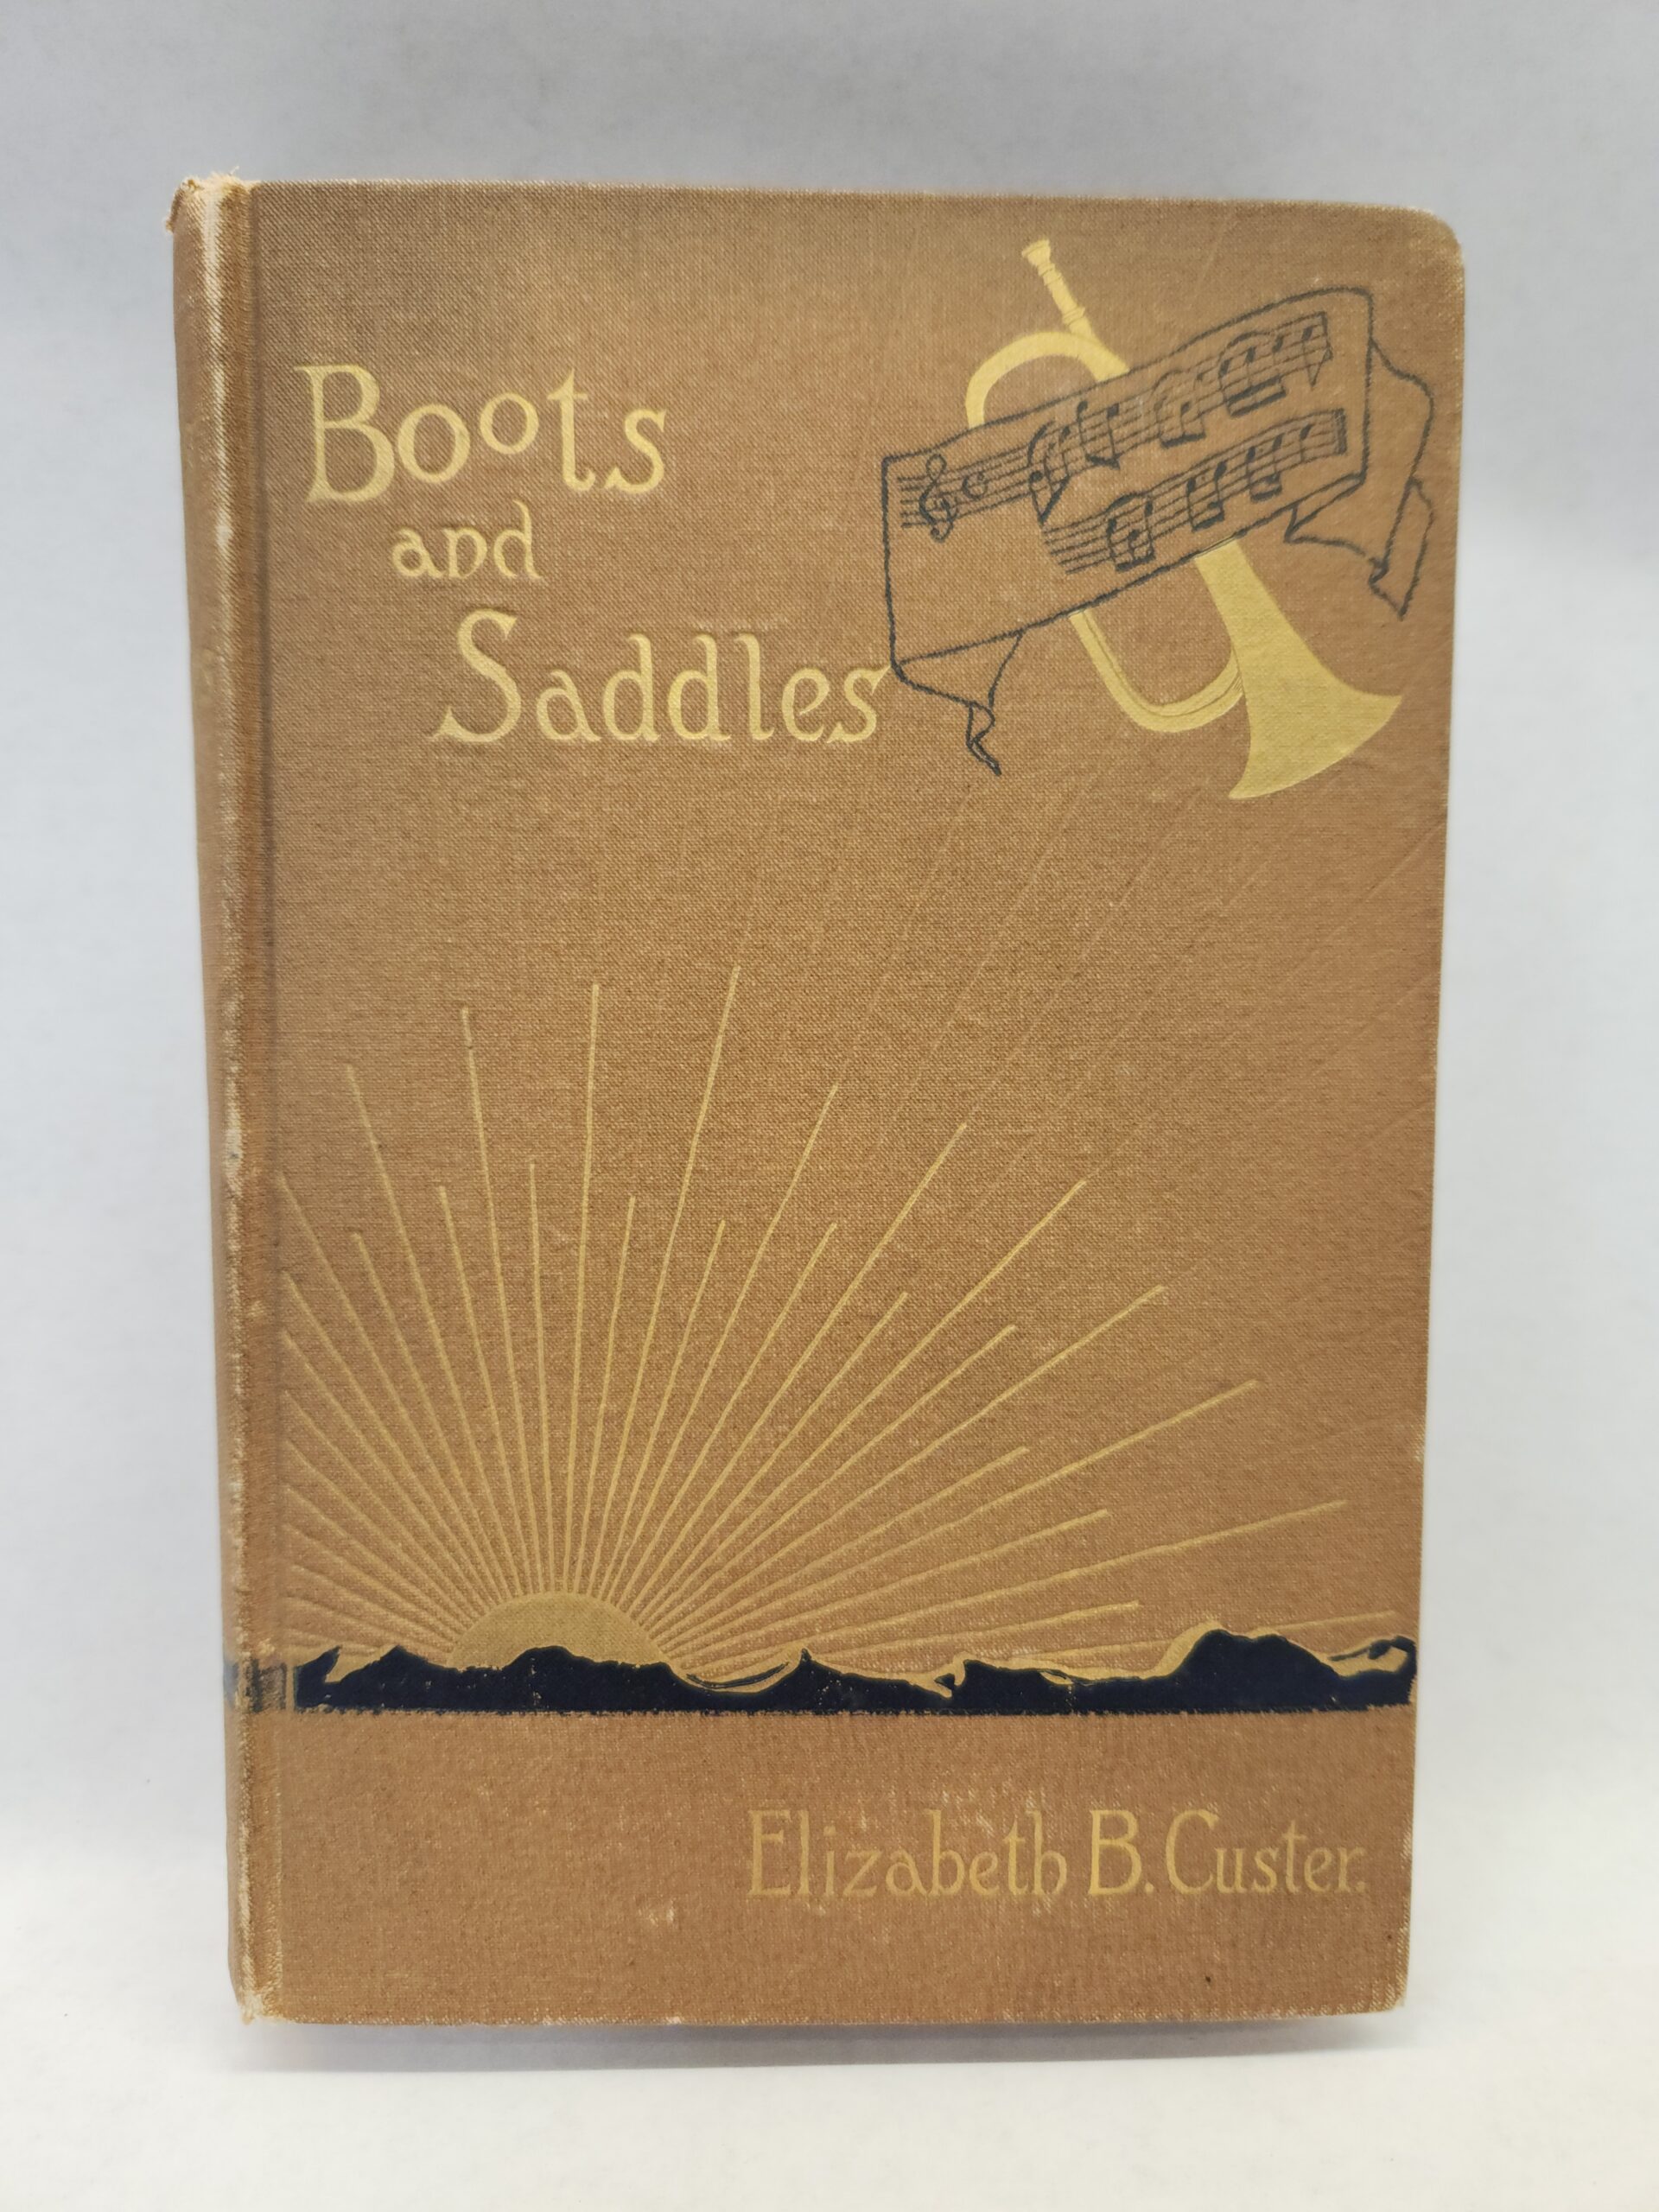 Boots
and
Saddles
Elizabeth B. Custer.